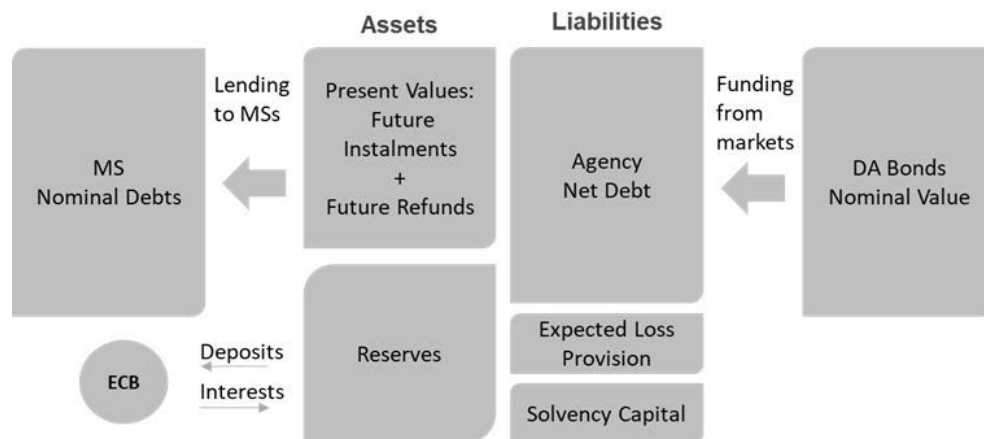 Assets
Liabilities
MS
Nominal Debts
Lending
to MSs
Present Values:
Future
Instalments
+
Future Refunds
Agency
Net Debt
Funding
from
markets
DA Bonds
Nominal Value
ECB
Deposits
Interests
Reserves
Expected Loss
Provision
Solvency Capital